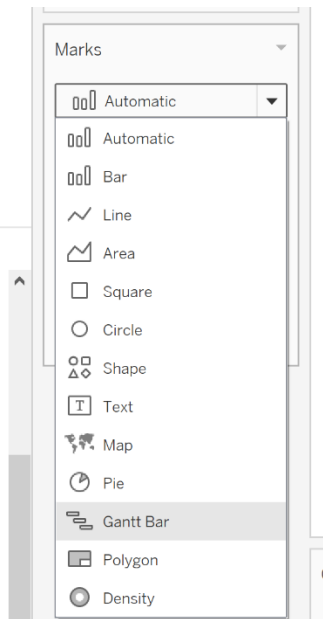 Marks
Automatic
Automatic
Bar
Line
Area
Square
Circle
Shape
T Text
Map
Pie
Gantt Bar
Polygon
Density